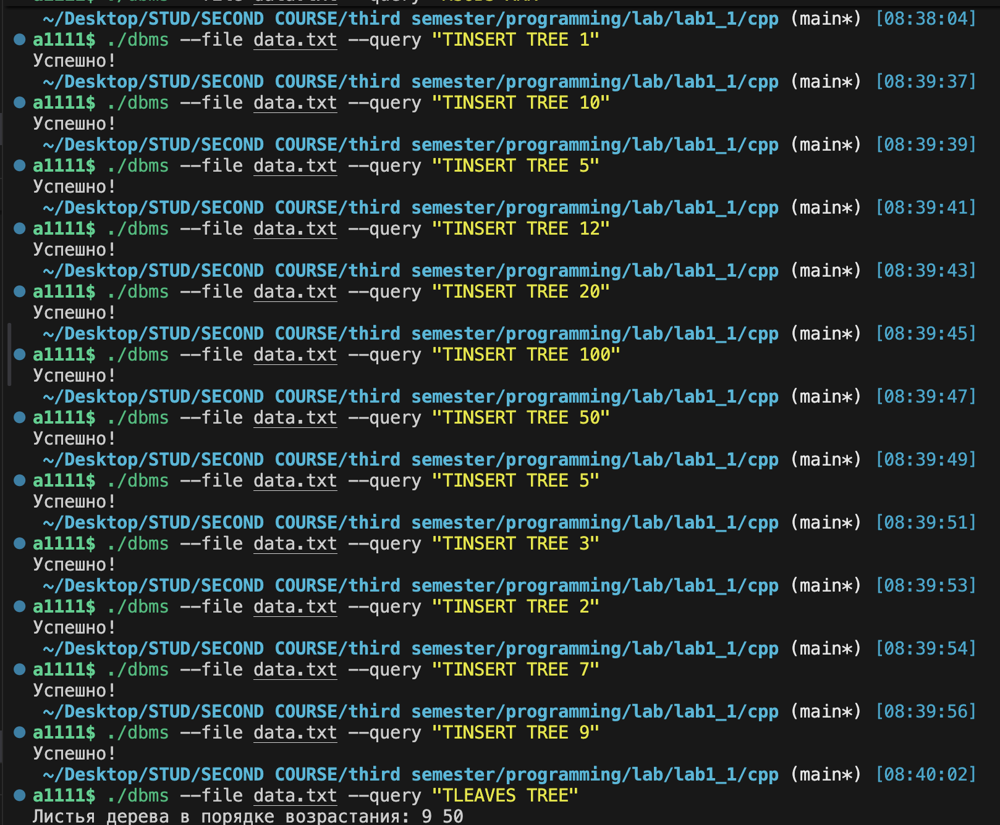 ~/Desktop/STUD/SECOND COURSE/third semester/programming/lab/lab1_1/cpp (main*) [08:38:04]
a1111$ ./dbms --file data.txt --query "TINSERT TREE 1"
Успешно!
~/Desktop/STUD/SECOND COURSE/third semester/programming/lab/lab1_1/cpp (main*) [08:39:37]
a1111$ ./dbms --file data.txt --query "TINSERT TREE 10"
Успешно!
~/Desktop/STUD/SECOND COURSE/third semester/programming/lab/lab1_1/cpp (main*) [08:39:39]
a1111$ ./dbms --file data.txt --query "TINSERT TREE 5"
Успешно!
~/Desktop/STUD/SECOND COURSE/third semester/programming/lab/lab1_1/cpp (main*) [08:39:41]
a1111$ ./dbms --file data.txt --query "TINSERT TREE 12"
Успешно!
~/Desktop/STUD/SECOND COURSE/third semester/programming/lab/lab1_1/cpp (main*) [08:39:43]
a1111$ ./dbms --file data.txt --query "TINSERT TREE 20"
Успешно!
~/Desktop/STUD/SECOND COURSE/third semester/programming/lab/lab1_1/cpp (main*) [08:39:45]
a1111$ ./dbms --file data.txt --query "TINSERT TREE 100"
Успешно!
~/Desktop/STUD/SECOND COURSE/third semester/programming/lab/lab1_1/cpp (main*) [08:39:47]
a1111$ ./dbms --file data.txt --query "TINSERT TREE 50"
Успешно!
~/Desktop/STUD/SECOND COURSE/third semester/programming/lab/lab1_1/cpp (main*) [08:39:49]
a1111$ ./dbms --file data.txt --query "TINSERT TREE 5"
Успешно!
~/Desktop/STUD/SECOND COURSE/third semester/programming/lab/lab1_1/cpp (main*) [08:39:51]
a1111$ ./dbms --file data.txt --query "TINSERT TREE 3"
Успешно!
~/Desktop/STUD/SECOND COURSE/third semester/programming/lab/lab1_1/cpp (main*) [08:39:53]
a1111$ ./dbms --file data.txt --query "TINSERT TREE 2"
Успешно!
~/Desktop/STUD/SECOND COURSE/third semester/programming/lab/lab1_1/cpp (main*) [08:39:54]
a1111$ ./dbms --file data.txt --query "TINSERT TREE 7"
Успешно!
~/Desktop/STUD/SECOND COURSE/third semester/programming/lab/lab1_1/cpp (main*) [08:39:56]
a1111$ ./dbms --file data.txt --query "TINSERT TREE 9"
Успешно!
~/Desktop/STUD/SECOND COURSE/third semester/programming/lab/lab1_1/cpp (main*) [08:40:02]
a1111$ ./dbms --file data.txt --query "TLEAVES TREE"
Листья дерева в порядке возрастания: 9 50